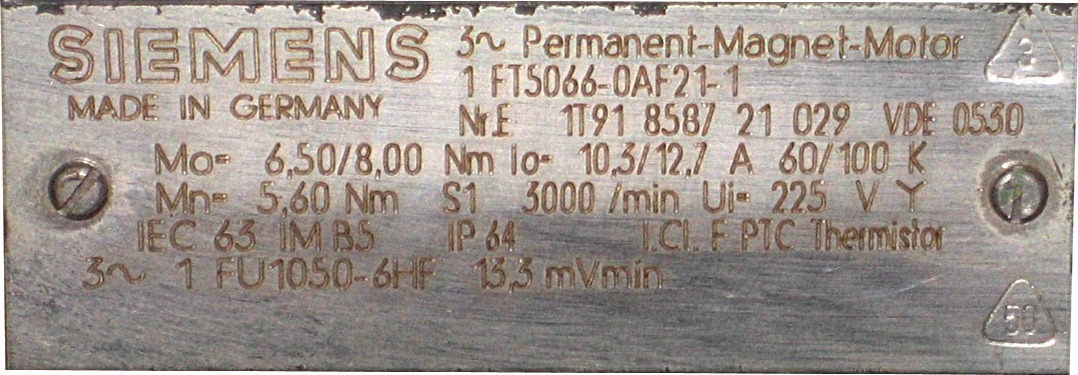 SIEMENS 3~ Permanent-Magnet-Motor
3
1 FT5066-0AF21-1
MADE IN GERMANY
Nr.E 1T91 8587 21 029 VDE 0530
Mo= 6,50/8,00 Nm Io= 10,3/12,7 A 60/100 K
Mn= 5,60 Nm S1 3000 /min Ui= 225 V Y
IEC 63 IM B5 IP 64 I.Cl. F PTC Thermistor
3~ 1 FU1050-6HF 13,3 mVmin
50